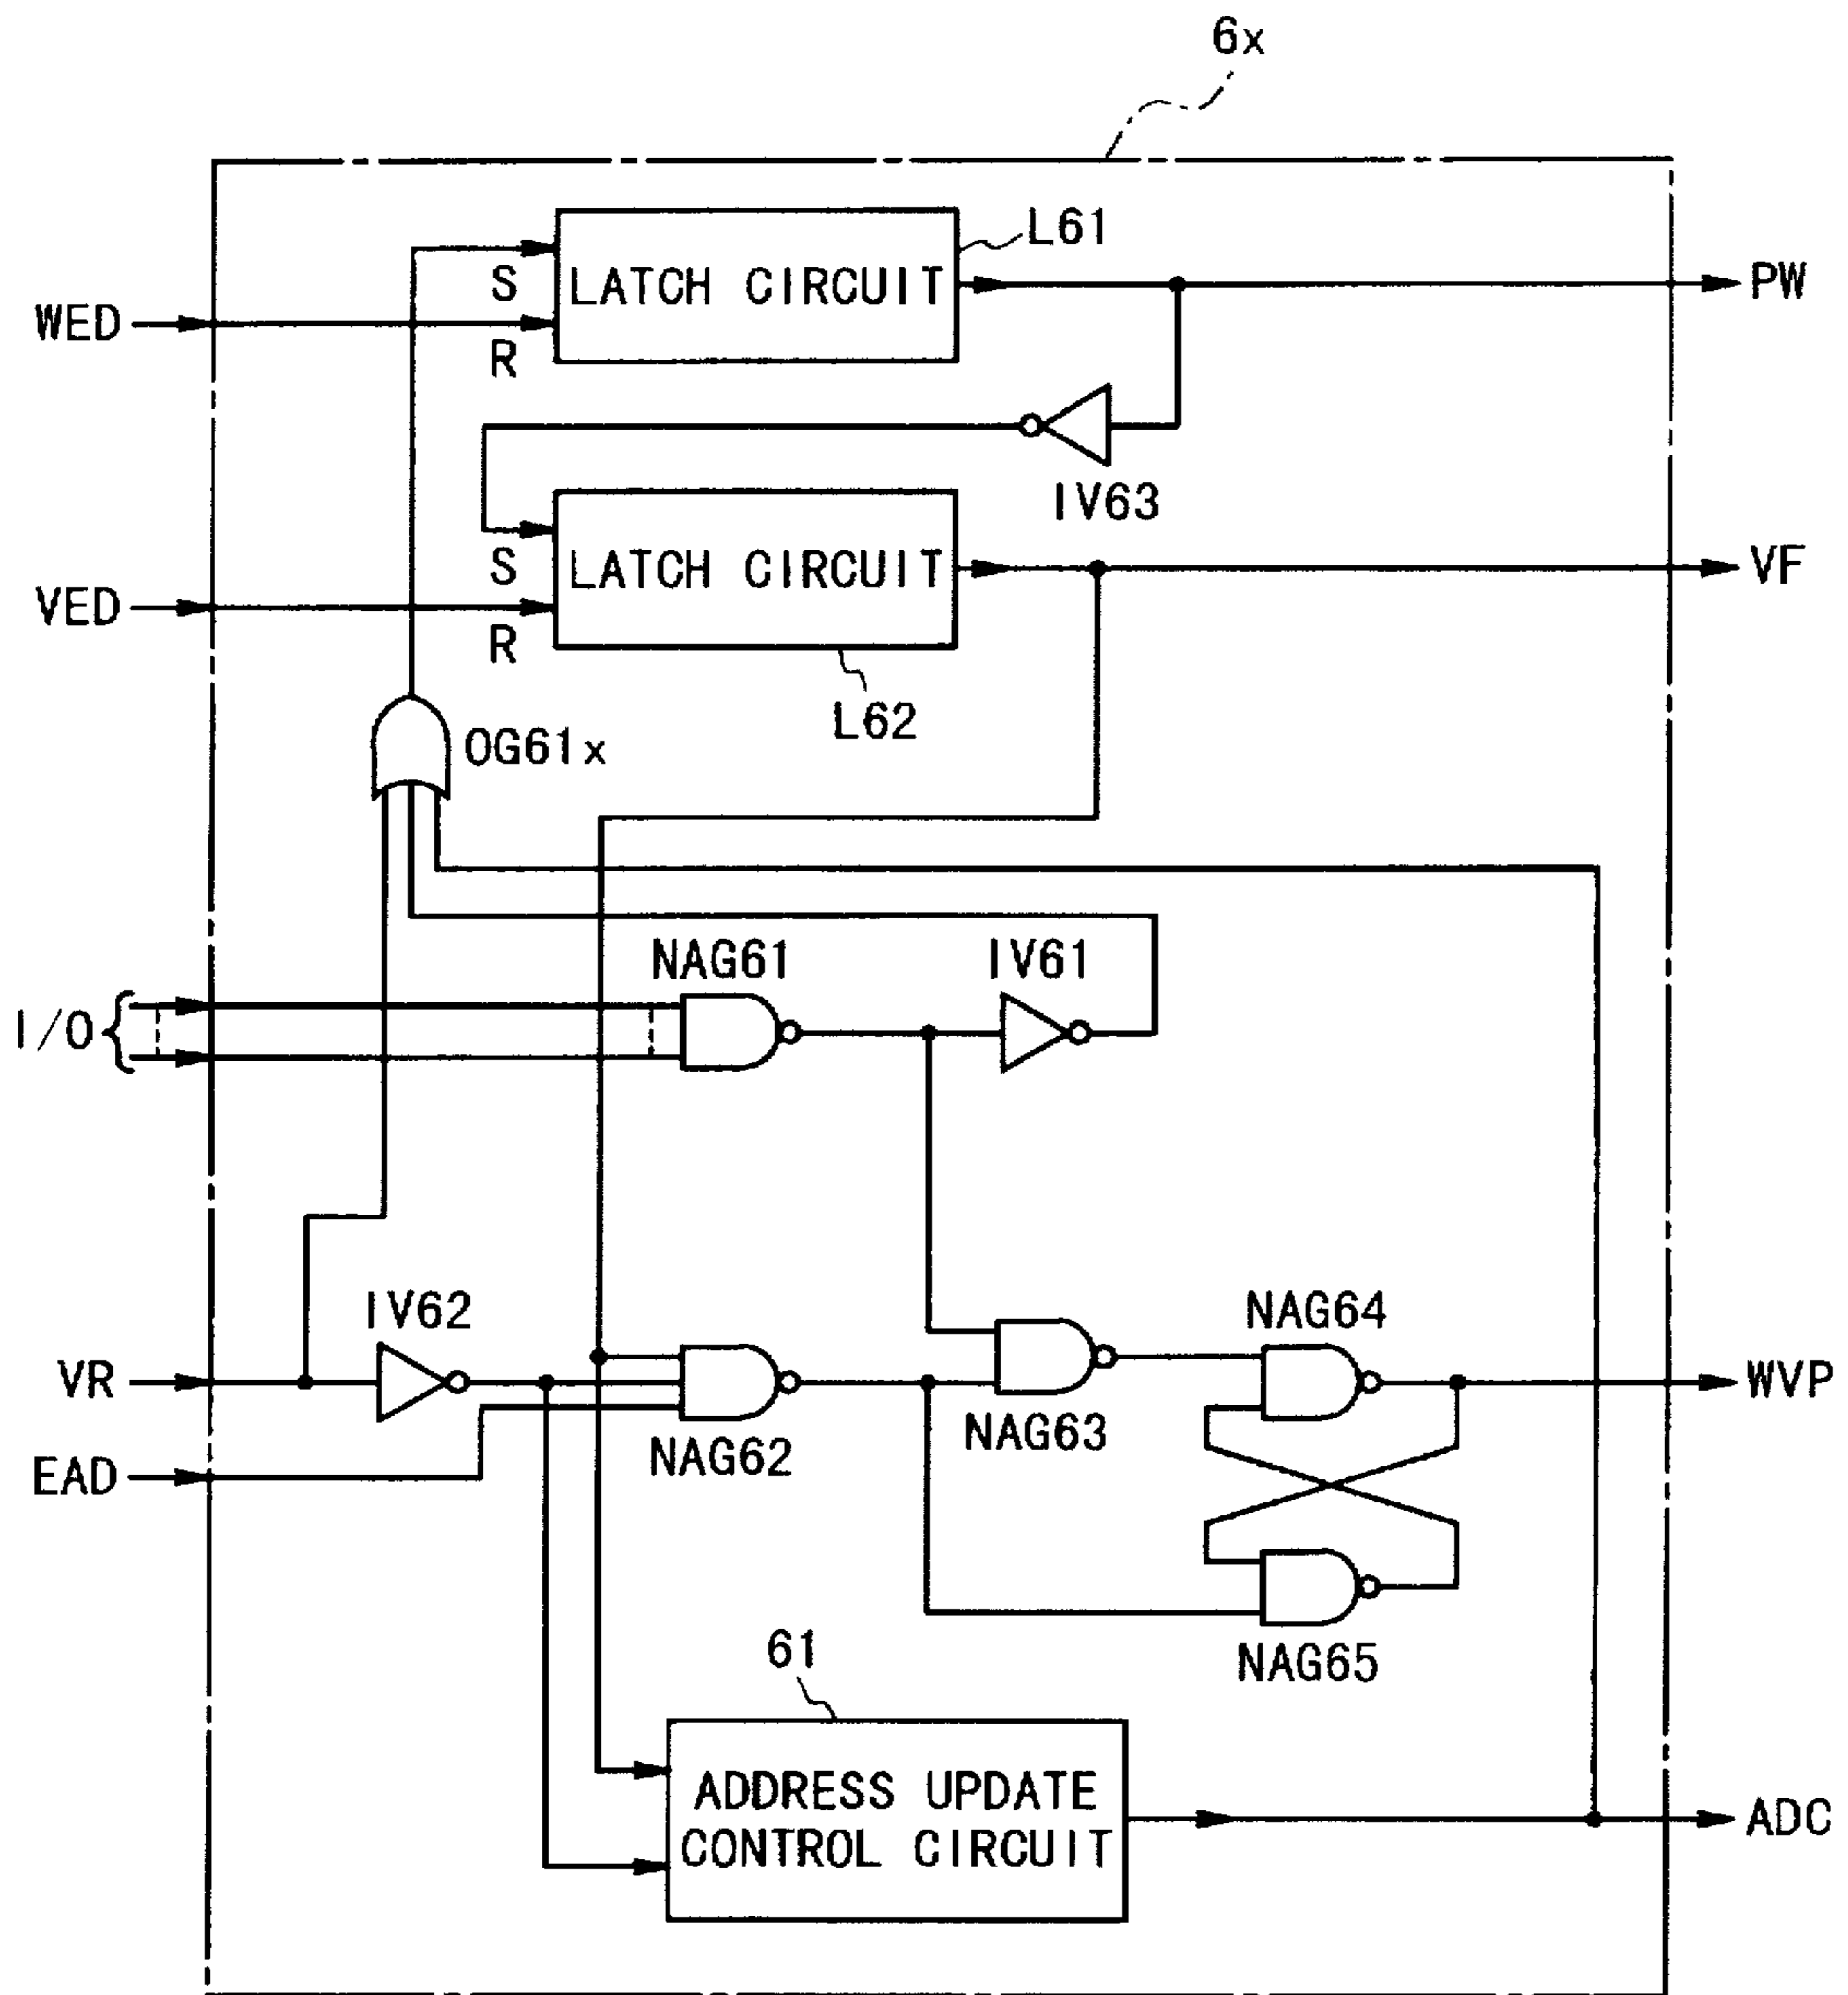 6x
L61
S
LATCH CIRCUIT
PW
WED
R
IV63
S
LATCH CIRCUIT
VF
VED
R
L62
OG61x
NAG61
IV61
I/O
IV62
NAG64
VR
WVP
NAG63
NAG62
EAD
61
NAG65
ADDRESS UPDATE
CONTROL CIRCUIT
ADC